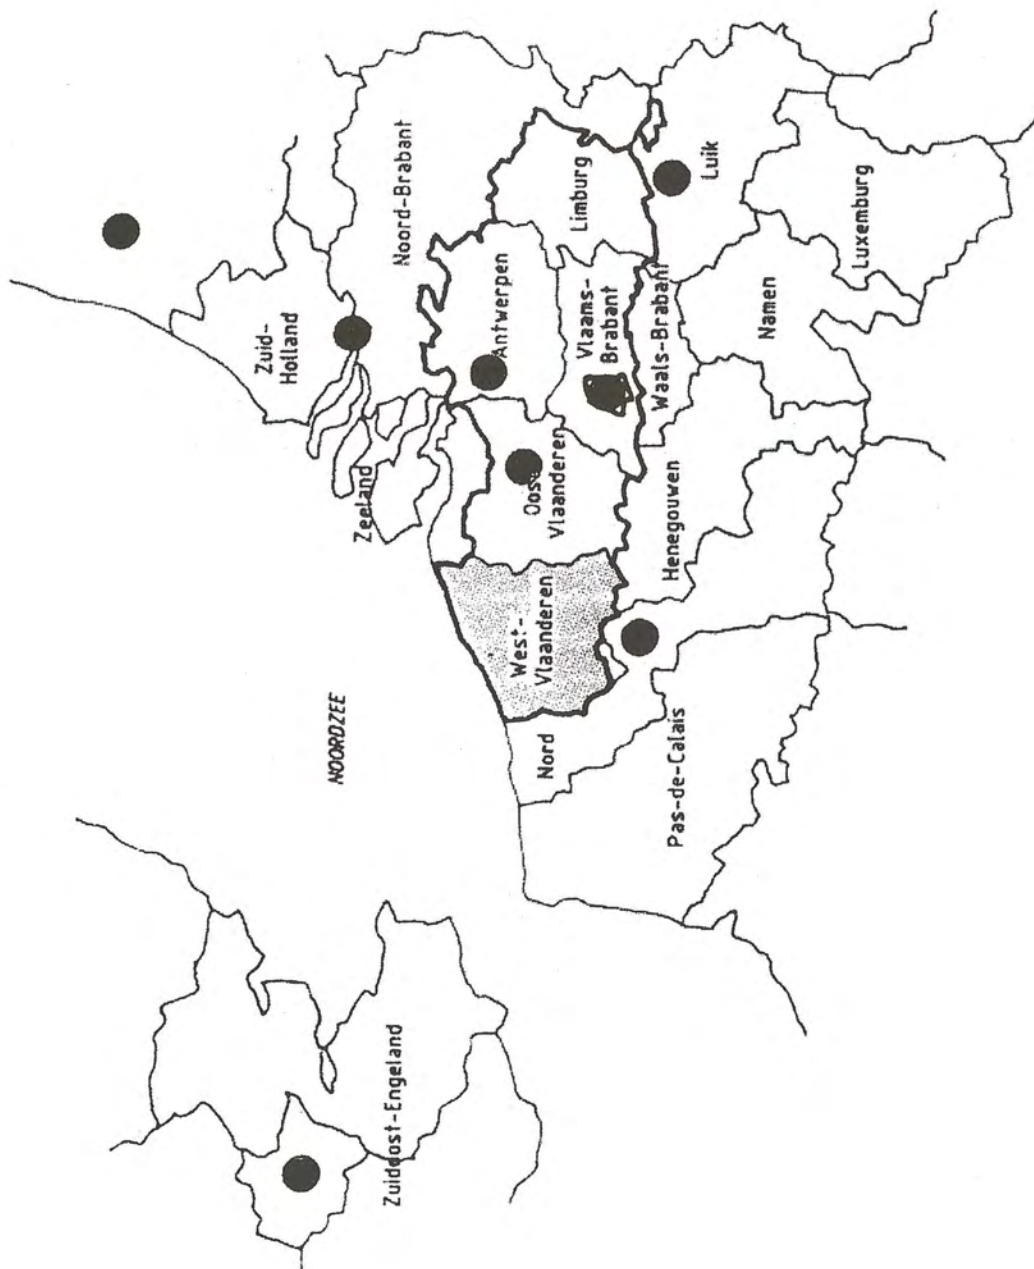 Zuid-
Holland
NOORDZEE
Zeeland
Zuidoost-Engeland
Noord-Brabant
Antwerpen
West-
Vlaanderen
Oos
Vlaanderen
Nord
Limburg
Vlaams-
Brabant
Waals-Brabant
Henegouwen
Pas-de-Calais
Luik
Namen
Luxemburg